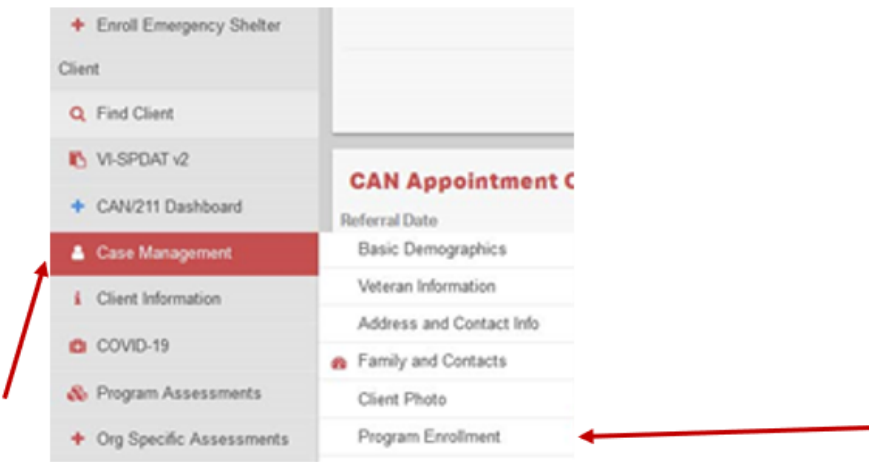 Enroll Emergency Shelter
Client
Find Client
VI-SPDAT v2
CAN/211 Dashboard
Case Management
Client Information
COVID-19
Program Assessments
Org Specific Assessments
CAN Appointment
Referral Date
Basic Demographics
Veteran Information
Address and Contact Info
Family and Contacts
Client Photo
Program Enrollment